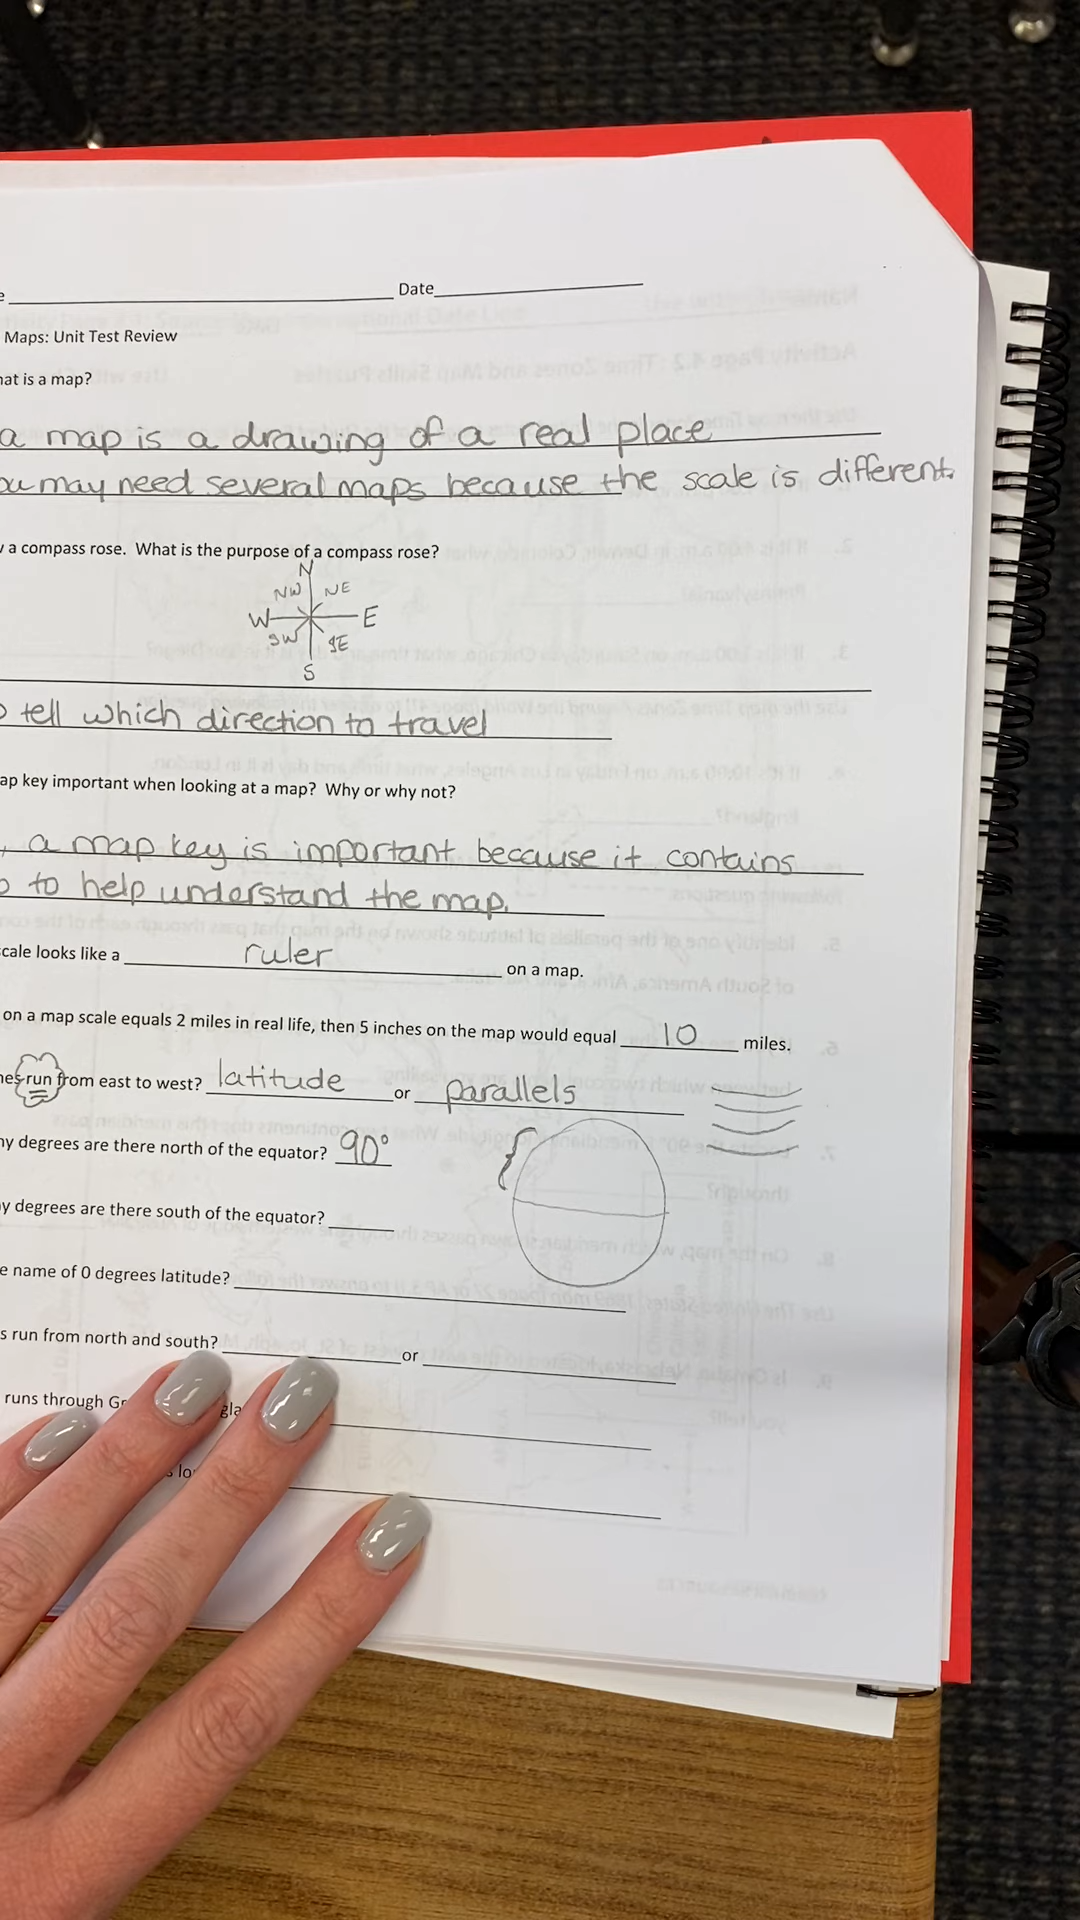 Date
Maps: Unit Test Review
is a map?
a map is a drawing of a real place
may need several maps because the scale is different.
a compass rose. What is the purpose of a compass rose?
N
NW NE
W E
SW SE
S
tell which direction to travel
key important when looking at a map? Why or why not?
a map key is important because it contains
to help understand the map.
looks like a ruler on a map.
on a map scale equals 2 miles in real life, then 5 inches on the map would equal 10 miles.
run from east to west? latitude or parallels
degrees are there north of the equator? 90°
degrees are there south of the equator?
name of 0 degrees latitude?
run from north and south? or
runs through